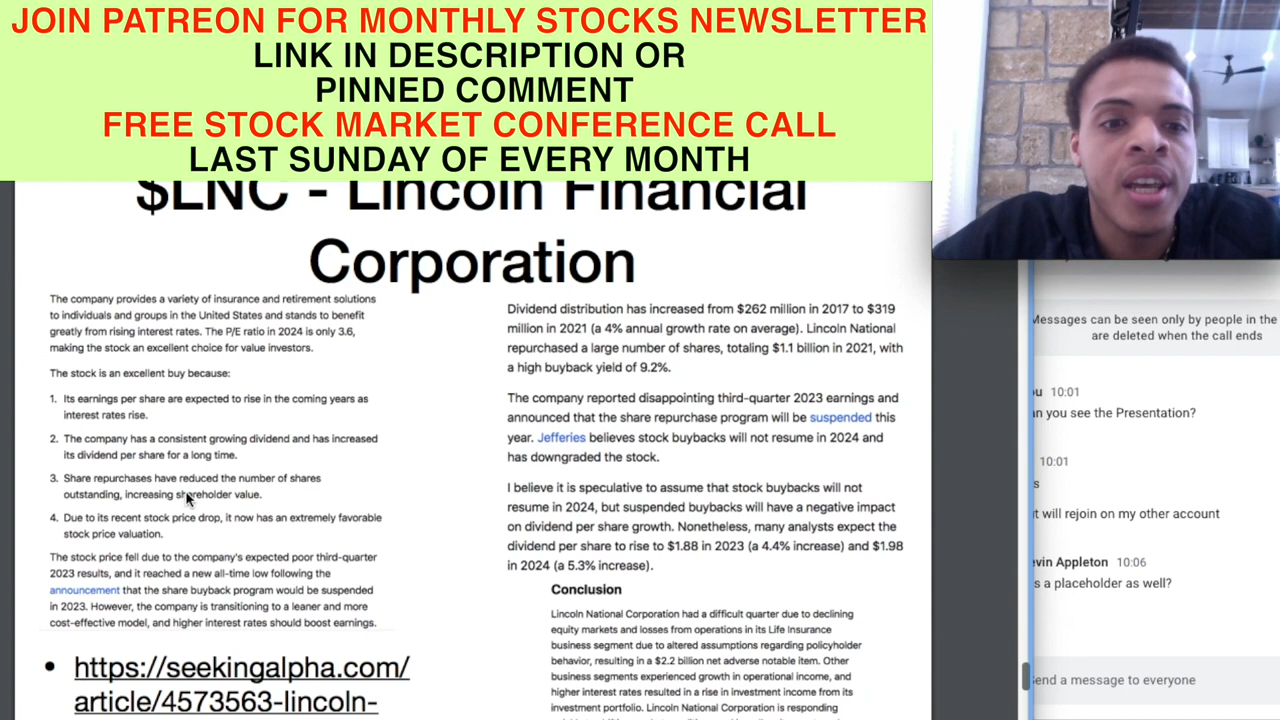 JOIN PATREON FOR MONTHLY STOCKS NEWSLETTER
LINK IN DESCRIPTION OR
PINNED COMMENT
FREE STOCK MARKET CONFERENCE CALL
LAST SUNDAY OF EVERY MONTH
$LNC - Lincoln Financial
Corporation
The company provides a variety of insurance and retirement solutions
to individuals and groups in the United States and stands to benefit
greatly from rising interest rates. The P/E ratio in 2024 is only 3.6,
making the stock an excellent choice for value investors.
The stock is an excellent buy because:
1. Its earnings per share are expected to rise in the coming years as
interest rates rise.
2. The company has a consistent growing dividend and has increased
its dividend per share for a long time.
3. Share repurchases have reduced the number of shares
outstanding, increasing shareholder value.
4. Due to its recent stock price drop, it now has an extremely favorable
stock price valuation.
The stock price fell due to the company's expected poor third-quarter
2023 results, and it reached a new all-time low following the
announcement that the share buyback program would be suspended
in 2023. However, the company is transitioning to a leaner and more
cost-effective model, and higher interest rates should boost earnings.
• https://seekingalpha.com/
article/4573563-lincoln-
Dividend distribution has increased from $262 million in 2017 to $319
million in 2021 (a 4% annual growth rate on average). Lincoln National
repurchased a large number of shares, totaling $1.1 billion in 2021, with
a high buyback yield of 9.2%.
The company reported disappointing third-quarter 2023 earnings and
announced that the share repurchase program will be suspended this
year. Jefferies believes stock buybacks will not resume in 2024 and
has downgraded the stock.
I believe it is speculative to assume that stock buybacks will not
resume in 2024, but suspended buybacks will have a negative impact
on dividend per share growth. Nonetheless, many analysts expect the
dividend per share to rise to $1.88 in 2023 (a 4.4% increase) and $1.98
in 2024 (a 5.3% increase).
Conclusion
Lincoln National Corporation had a difficult quarter due to declining
equity markets and losses from operations in its Life Insurance
business segment due to altered assumptions regarding policyholder
behavior, resulting in a $2.2 billion net adverse notable item. Other
business segments experienced growth in operational income, and
higher interest rates resulted in a rise in investment income from its
investment portfolio. Lincoln National Corporation is responding
Messages can be seen only by people in the
are deleted when the call ends
10:01
you see the Presentation?
10:01
will rejoin on my other account
Appleton 10:06
a placeholder as well?
Send a message to everyone